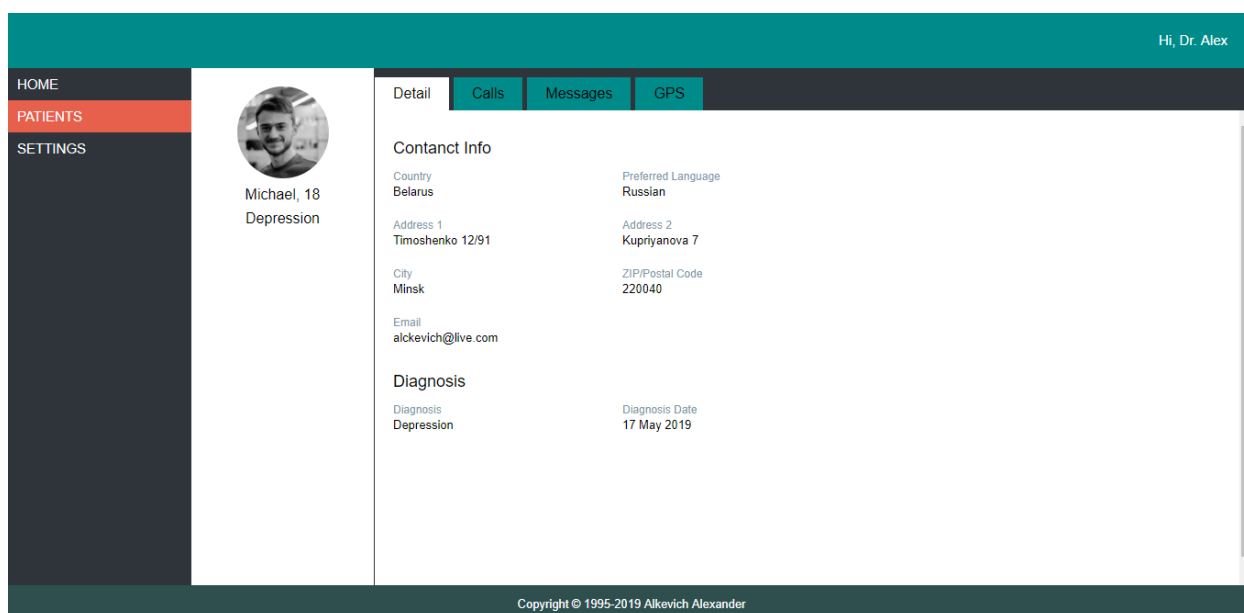 Hi, Dr. Alex
HOME
PATIENTS
SETTINGS
Michael, 18
Depression
Detail Calls Messages GPS
Contanct Info
Country Preferred Language
Belarus Russian
Address 1 Address 2
Timoshenko 12/91 Kupriyanova 7
City ZIP/Postal Code
Minsk 220040
Email
alckevich@live.com
Diagnosis
Diagnosis Diagnosis Date
Depression 17 May 2019
Copyright © 1995-2019 Alkevich Alexander